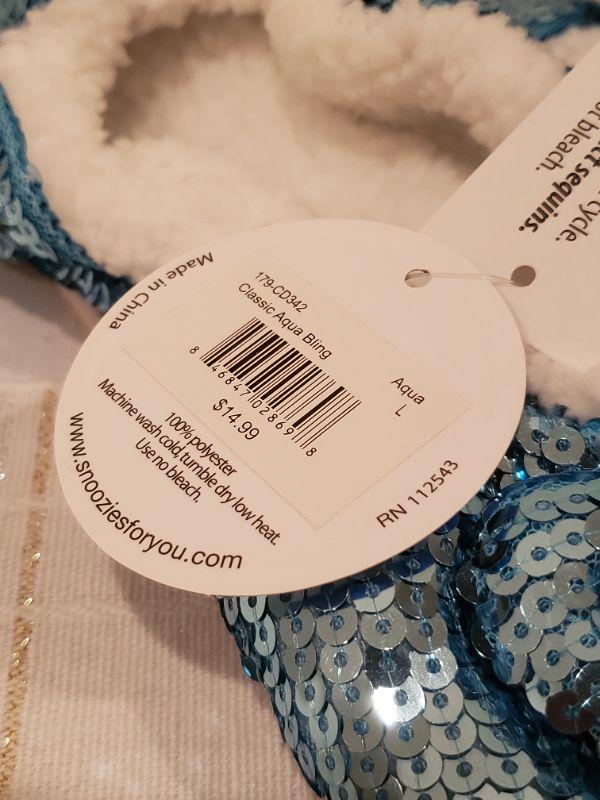 Made in China
179-CD342
Classic Aqua Bling
8 46847 02869 8
$14.99
Aqua
L
100% polyester
Machine wash cold, tumble dry low heat.
Use no bleach.
www.snooziesforyou.com
RN 112543
cycle.
sequins.
bleach.